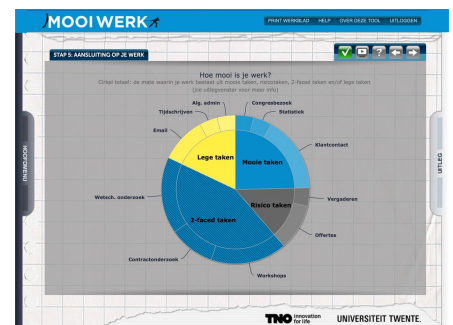 MOOI WERK
PRINT WERKBLAD HELP OVER DEZE TOOL UITLOGGEN
STAP 5: AANSLUITING OP JE WERK
Hoe mooi is je werk?
Cirkel totaal: de mate waarin je werk bestaat uit mooie taken, risicotaken, 2-faced taken en/of lege taken
(zie uitlegvenster voor meer info)
HOOFDMENU
UITLEG
Alg. admin
Congresbezoek
Tijdschrijven
Statistiek
Email
Klantcontact
Lege taken
Mooie taken
Wetsch. onderzoek
Vergaderen
Risico taken
2-faced taken
Offertes
Contractonderzoek
Workshops
TNO innovation for life
UNIVERSITEIT TWENTE.